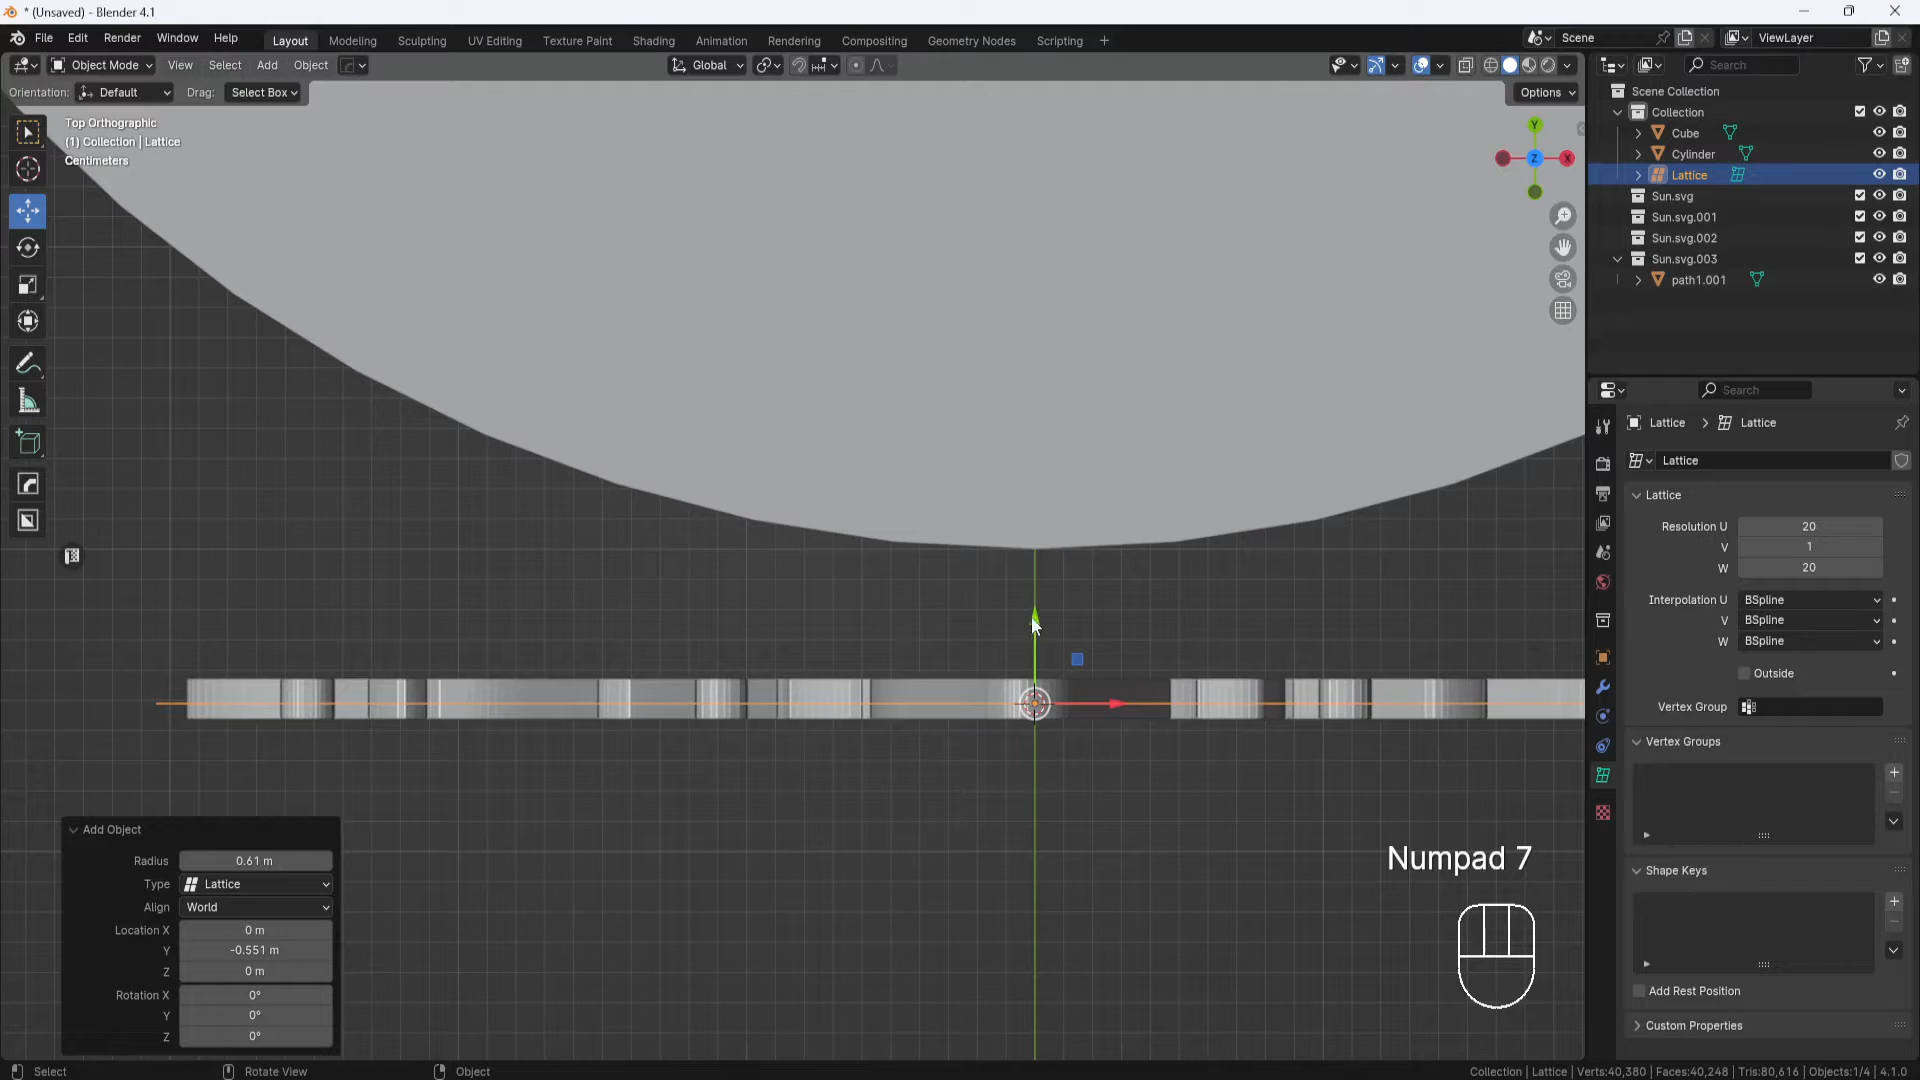 * (Unsaved) - Blender 4.1
File Edit Render Window Help
Layout Modeling Sculpting UV Editing Texture Paint Shading Animation Rendering Compositing Geometry Nodes Scripting +
Scene ViewLayer
Object Mode View Select Add Object
Global
Search
Orientation: Default Drag: Select Box
Options
Top Orthographic
(1) Collection | Lattice
Centimeters
Y
Z
X
Scene Collection
Collection
Cube
Cylinder
Lattice
Sun.svg
Sun.svg.001
Sun.svg.002
Sun.svg.003
path1.001
Search
Lattice > Lattice
Lattice
Lattice
Resolution U 20
V 1
W 20
Interpolation U BSpline
V BSpline
W BSpline
Outside
Vertex Group
Vertex Groups
Shape Keys
Add Rest Position
Custom Properties
Add Object
Radius 0.61 m
Type Lattice
Align World
Location X 0 m
Y -0.551 m
Z 0 m
Rotation X 0°
Y 0°
Z 0°
Numpad 7
Select Rotate View Object
Collection | Lattice | Verts:40,380 | Faces:40,248 | Tris:80,616 | Objects:1/4 | 4.1.0